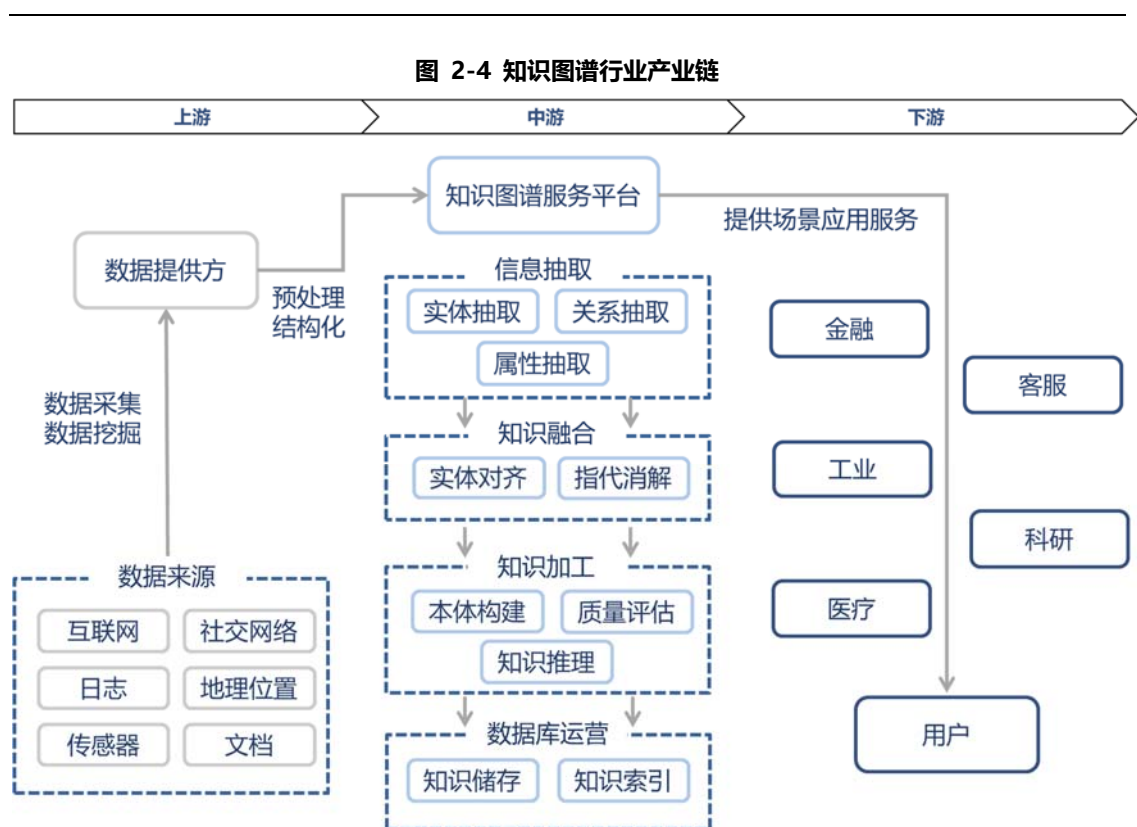 图 2-4 知识图谱行业产业链
上游
中游
下游
知识图谱服务平台
提供场景应用服务
数据提供方
预处理
结构化
数据采集
数据挖掘
数据来源
互联网
社交网络
日志
地理位置
传感器
文档
信息抽取
实体抽取
关系抽取
属性抽取
知识融合
实体对齐
指代消解
知识加工
本体构建
质量评估
知识推理
数据库运营
知识储存
知识索引
金融
客服
工业
科研
医疗
用户